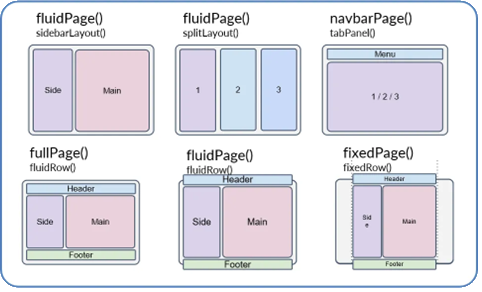 fluidPage()
sidebarLayout()
Side
Main
fluidPage()
splitLayout()
1
2
3
navbarPage()
tabPanel()
Menu
1 / 2 / 3
fullPage()
fluidRow()
Header
Side
Main
Footer
fluidPage()
fluidRow()
Header
Side
Main
Footer
fixedPage()
fixedRow()
Header
Sid
e
Main
Footer